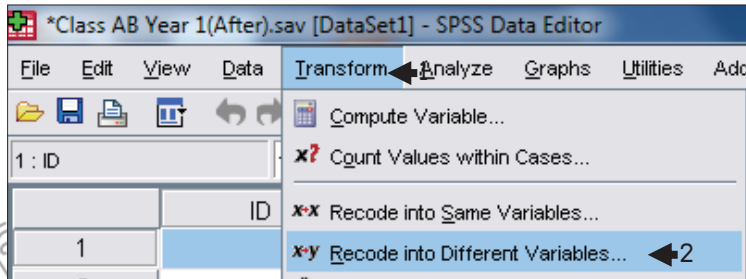 *Class AB Year 1(After).sav [DataSet1] - SPSS Data Editor
File Edit View Data Transform Analyze Graphs Utilities Add
Compute Variable...
1 : ID
x? Count Values within Cases...
ID x→x Recode into Same Variables...
1 x→y Recode into Different Variables... 2